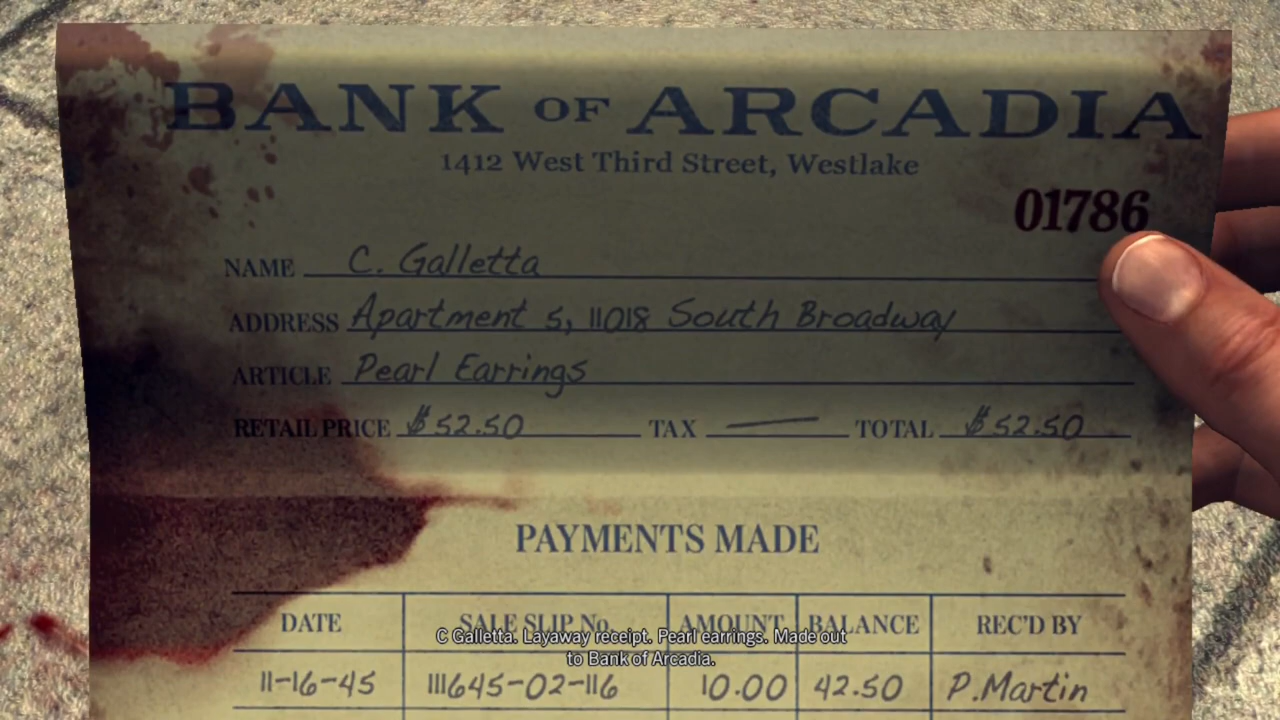 BANK OF ARCADIA
1412 West Third Street, Westlake
01786
NAME C. Galletta
ADDRESS Apartment 5, 11018 South Broadway
ARTICLE Pearl Earrings
RETAIL PRICE $52.50 TAX — TOTAL $52.50
PAYMENTS MADE
DATE SALE SLIP No. AMOUNT BALANCE REC'D BY
C Galletta. Layaway receipt. Pearl earrings. Made out
to Bank of Arcadia.
11-16-45 111645-02-116 10.00 42.50 P.Martin